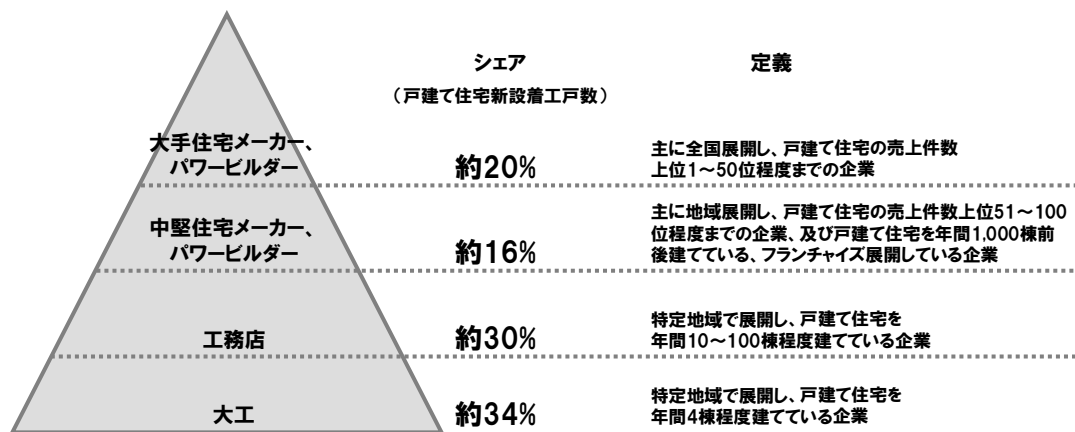 シェア
定義
（戸建て住宅新設着工戸数）
大手住宅メーカー、
パワービルダー
約20%
主に全国展開し、戸建て住宅の売上件数
上位1～50位程度までの企業
中堅住宅メーカー、
パワービルダー
約16%
主に地域展開し、戸建て住宅の売上件数上位51～100
位程度までの企業、及び戸建て住宅を年間1,000棟前
後建てている、フランチャイズ展開している企業
工務店
約30%
特定地域で展開し、戸建て住宅を
年間10～100棟程度建てている企業
大工
約34%
特定地域で展開し、戸建て住宅を
年間4棟程度建てている企業